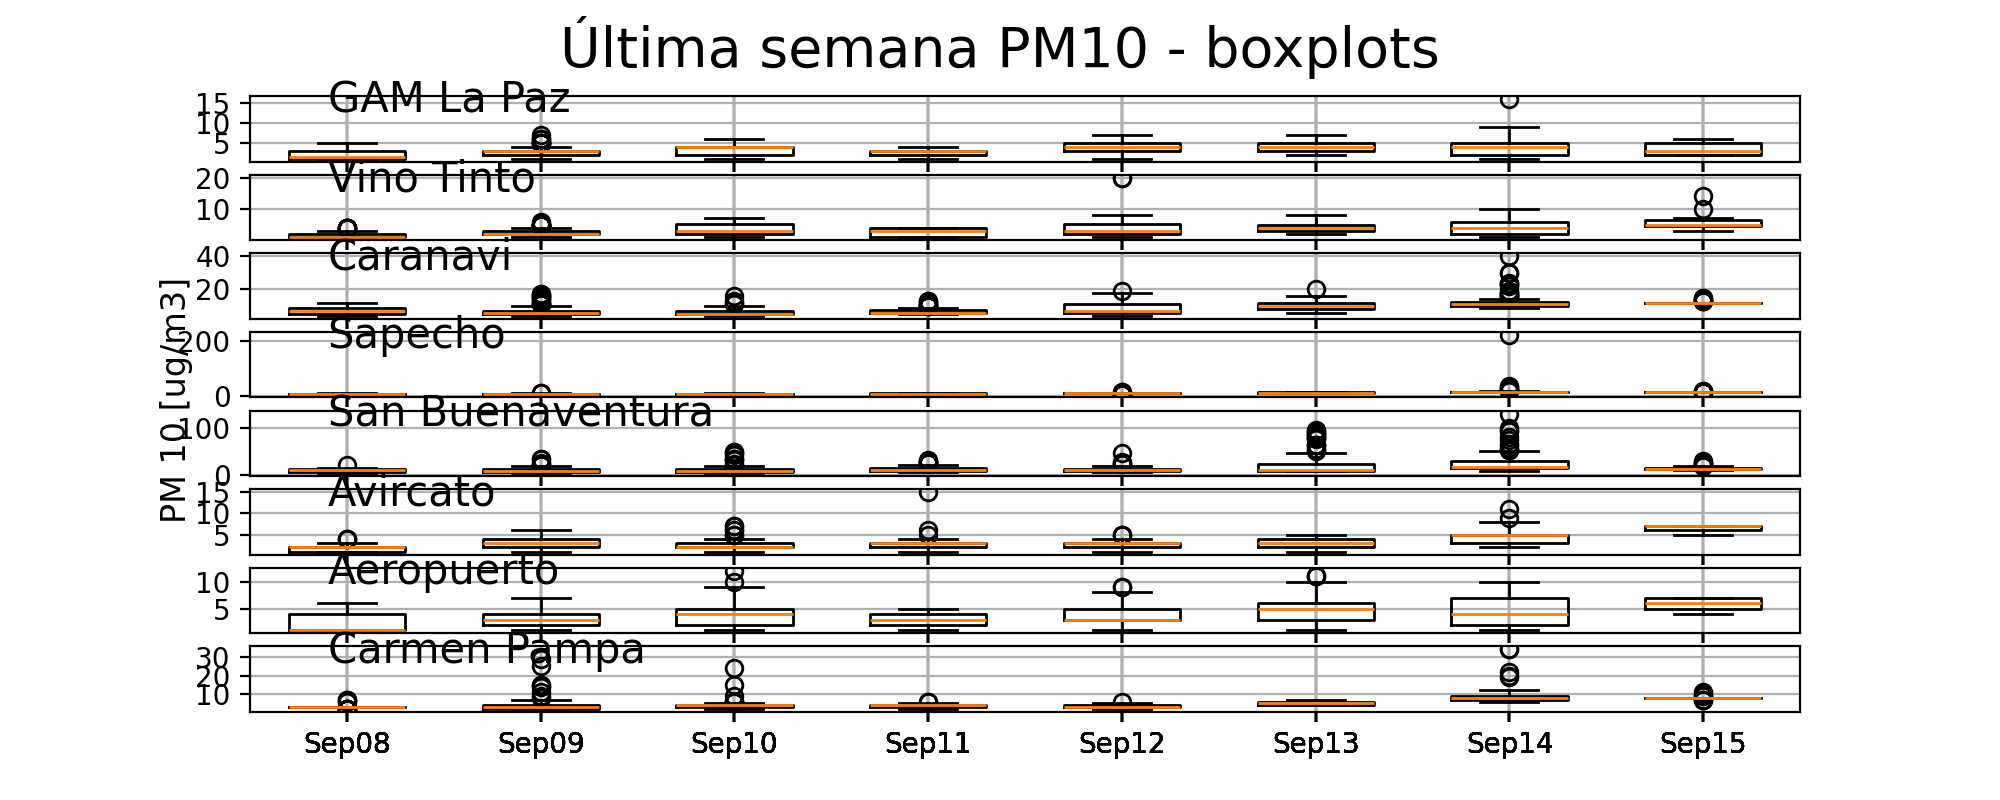 Última semana PM10 - boxplots
GAM La Paz
15
10
5
Vino Tinto
20
10
Caranavi
40
20
Sapecho
200
0
San Buenaventura
100
0
Avircato
15
10
5
Aeropuerto
10
5
Carmen Pampa
30
20
10
PM 10 [ug/m3]
Sep08 Sep09 Sep10 Sep11 Sep12 Sep13 Sep14 Sep15